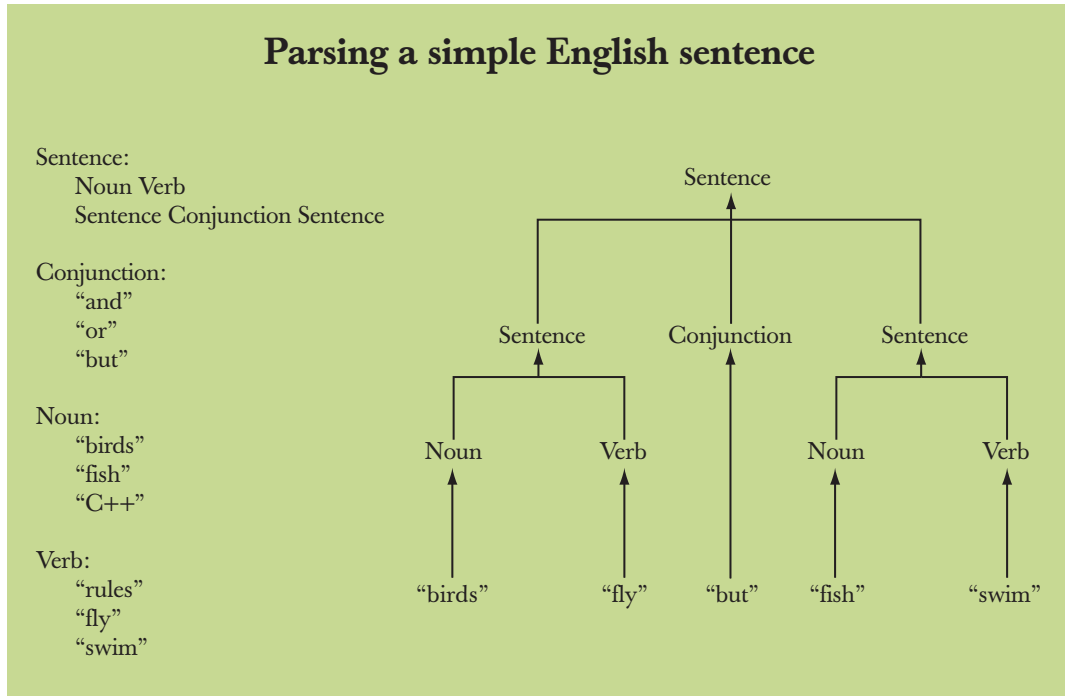 Parsing a simple English sentence
Sentence:
Noun Verb
Sentence Conjunction Sentence
Conjunction:
“and”
“or”
“but”
Noun:
“birds”
“fish”
“C++”
Verb:
“rules”
“fly”
“swim”
Sentence
Sentence Conjunction Sentence
Noun Verb Noun Verb
“birds” “fly” “but” “fish” “swim”